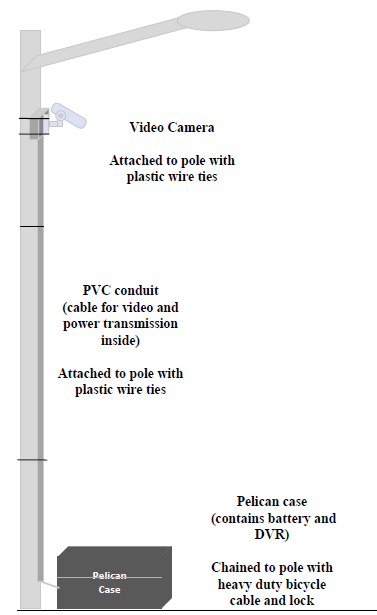 Video Camera
Attached to pole with
plastic wire ties
PVC conduit
(cable for video and
power transmission
inside)
Attached to pole with
plastic wire ties
Pelican case
(contains battery and
DVR)
Chained to pole with
heavy duty bicycle
cable and lock
Pelican
Case